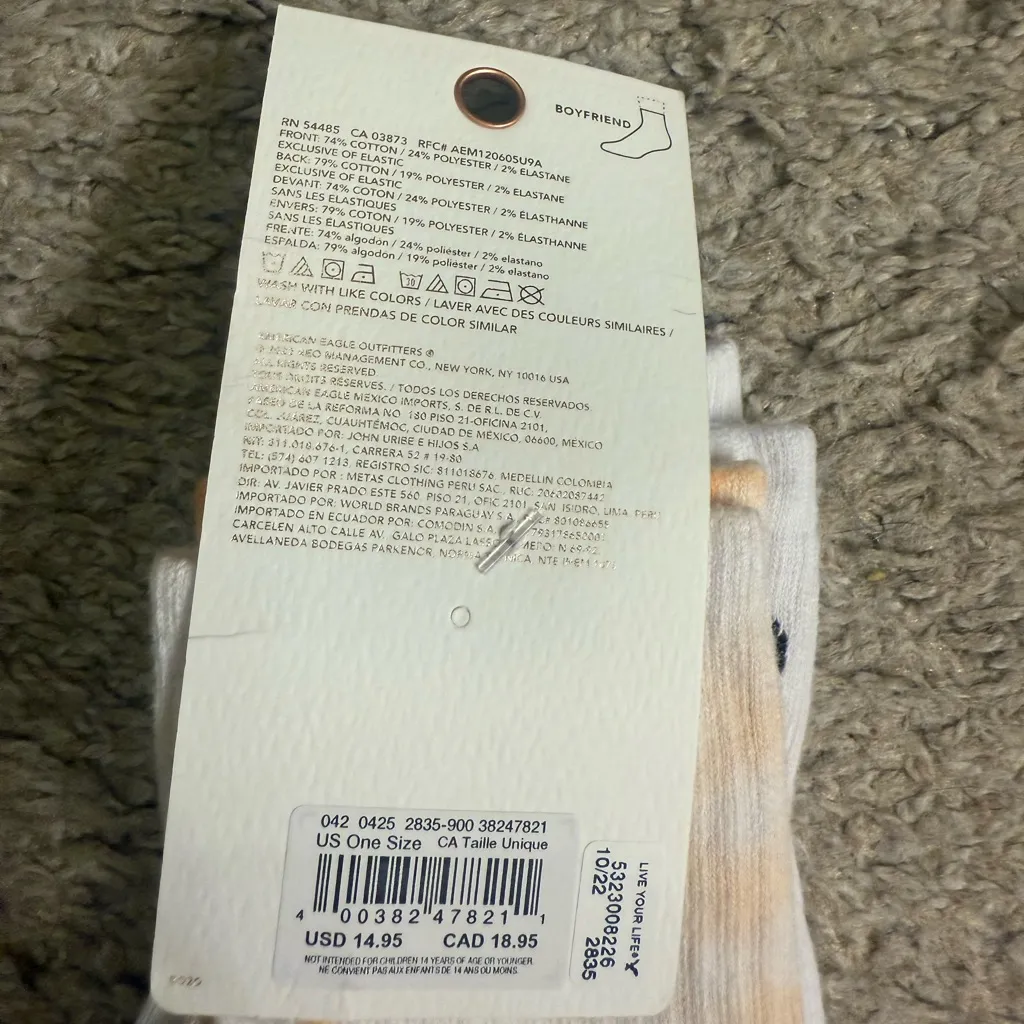 BOYFRIEND
RN 54485 CA 03873 RFC# AEM120605U9A
FRONT: 74% COTTON / 24% POLYESTER / 2% ELASTANE
EXCLUSIVE OF ELASTIC
BACK: 79% COTTON / 19% POLYESTER / 2% ELASTANE
EXCLUSIVE OF ELASTIC
DEVANT: 74% COTON / 24% POLYESTER / 2% ÉLASTHANNE
SANS LES ÉLASTIQUES
ENVERS: 79% COTON / 19% POLYESTER / 2% ÉLASTHANNE
SANS LES ÉLASTIQUES
FRENTE: 74% algodón / 24% poliéster / 2% elastano
ESPALDA: 79% algodón / 19% poliéster / 2% elastano
30
WASH WITH LIKE COLORS / LAVER AVEC DES COULEURS SIMILAIRES /
LAVAR CON PRENDAS DE COLOR SIMILAR
AMERICAN EAGLE OUTFITTERS ®
AEO MANAGEMENT CO., NEW YORK, NY 10016 USA
ALL RIGHTS RESERVED
TOUS DROITS RÉSERVÉS. / TODOS LOS DERECHOS RESERVADOS.
AMERICAN EAGLE MEXICO IMPORTS, S. DE R.L. DE C.V.
PASEO DE LA REFORMA NO. 180 PISO 21-OFICINA 2101,
COL. JUÁREZ, CUAUHTÉMOC, CIUDAD DE MÉXICO, 06600, MÉXICO
IMPORTADO POR: JOHN URIBE E HIJOS S.A
NIT: 811.018.676-1, CARRERA 52 # 19-80
TEL: (574) 607 1213, REGISTRO SIC: 811018676, MEDELLIN COLOMBIA
IMPORTADO POR : METAS CLOTHING PERU SAC., RUC: 20602087442
DIR: AV. JAVIER PRADO ESTE 560, PISO 21, OFIC 2101, SAN ISIDRO, LIMA, PERU
IMPORTADO POR: WORLD BRANDS PARAGUAY S.A.
IMPORTADO EN ECUADOR POR: COMODIN S.A.
CARCELEN ALTO CALLE AV. GALO PLAZA LASSO N 69-92
AVELLANEDA BODEGAS PARKENOR,
042 0425 2835-900 38247821
US One Size CA Taille Unique
4 00382 47821 1
USD 14.95 CAD 18.95
NOT INTENDED FOR CHILDREN 14 YEARS OF AGE OR YOUNGER.
NE CONVIENT PAS AUX ENFANTS DE 14 ANS OU MOINS.
LIVE YOUR LIFE®
5323008226
10/22 2835